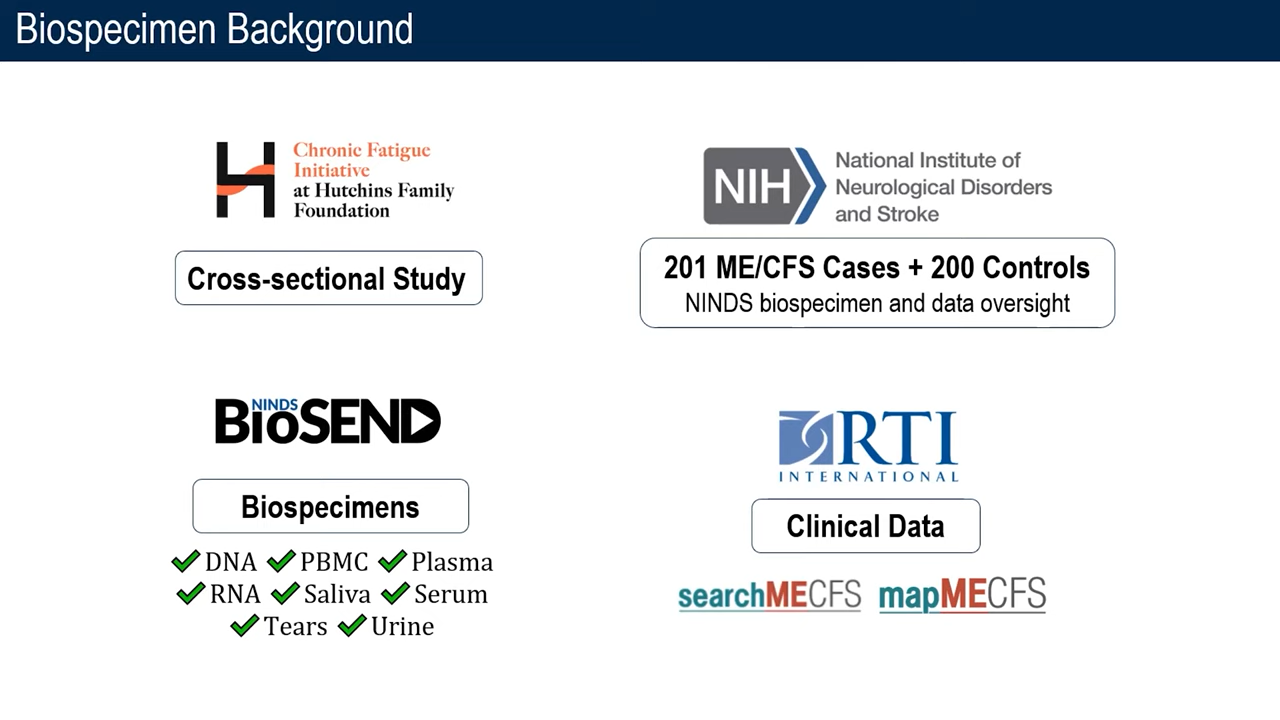 Biospecimen Background
Chronic Fatigue
Initiative
at Hutchins Family
Foundation
Cross-sectional Study
NIH
National Institute of
Neurological Disorders
and Stroke
201 ME/CFS Cases + 200 Controls
NINDS biospecimen and data oversight
NINDS
BioSEND
Biospecimens
DNA PBMC Plasma
RNA Saliva Serum
Tears Urine
RTI
INTERNATIONAL
Clinical Data
searchMECFS mapMECFS